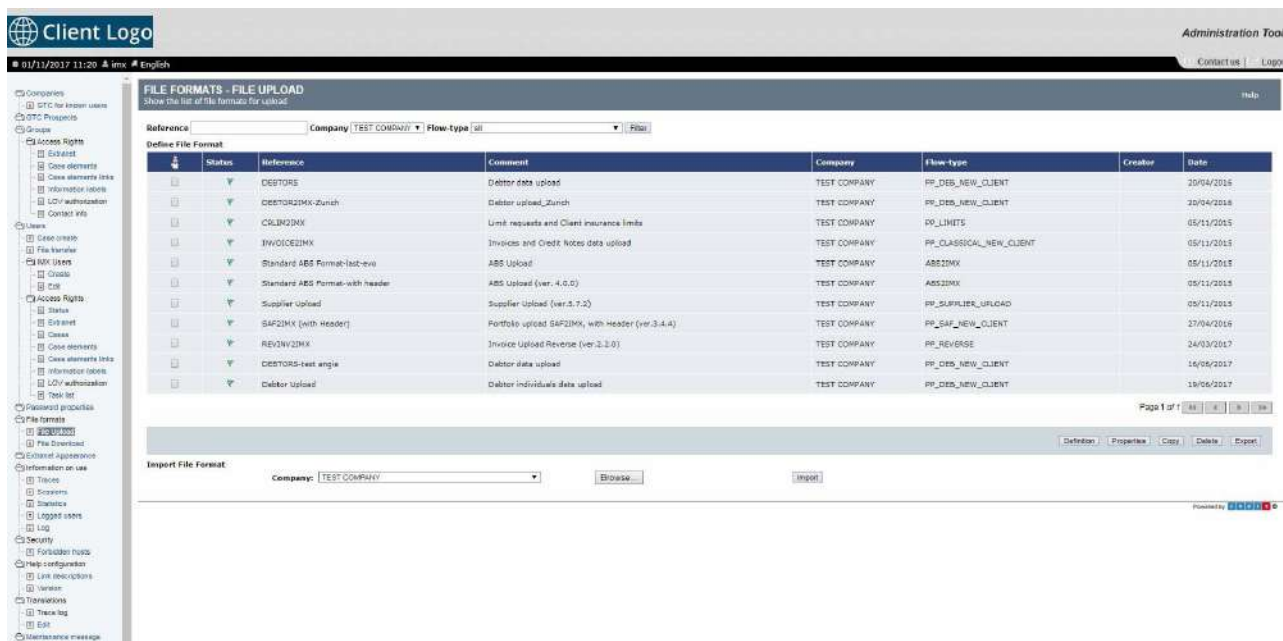 Client Logo
Administration Tool
01/11/2017 11:20 imx English
Contact us | Logo
Companies
GTC for known users
GTC Prospects
Groups
Access Rights
Extranet
Case elements
Case elements links
Information labels
LOV authorization
Contact info
Users
Case create
File transfer
IMX Users
Create
Edit
Access Rights
Status
Extranet
Cases
Case elements
Case elements links
Information labels
LOV authorization
Task list
Password properties
File formats
File Upload
File Download
Extranet Appearance
Information on use
Traces
Sessions
Statistics
Logged users
Log
Security
Forbidden hosts
Help configuration
Link descriptions
Version
Translations
Trace log
Edit
Maintenance message
FILE FORMATS - FILE UPLOAD
Help
Show the list of file formats for upload
Reference Company TEST COMPANY Flow-type all Filter
Define File Format
Status Reference Comment Company Flow-type Creator Date
DEBTORS Debtor data upload TEST COMPANY PP_DEB_NEW_CLIENT 20/04/2016
DEBTOR2IMX-Zurich Debtor upload_Zurich TEST COMPANY PP_DEB_NEW_CLIENT 20/04/2016
CRLIM2IMX Limit requests and Client insurance limits TEST COMPANY PP_LIMITS 05/11/2015
INVOICE2IMX Invoices and Credit Notes data upload TEST COMPANY PP_CLASSICAL_NEW_CLIENT 05/11/2015
Standard ABS Format-last-evo ABS Upload TEST COMPANY ABS2IMX 05/11/2015
Standard ABS Format-with header ABS Upload (ver. 4.0.0) TEST COMPANY ABS2IMX 05/11/2015
Supplier Upload Supplier Upload (ver.5.7.2) TEST COMPANY PP_SUPPLIER_UPLOAD 05/11/2015
SAF2IMX (with Header) Portfolio upload SAF2IMX, with Header (ver.3.4.4) TEST COMPANY PP_SAF_NEW_CLIENT 27/04/2016
REVINV2IMX Invoice Upload Reverse (ver.2.2.0) TEST COMPANY PP_REVERSE 24/03/2017
DEBTORS-test angie Debtor data upload TEST COMPANY PP_DEB_NEW_CLIENT 16/06/2017
Debtor Upload Debtor individuals data upload TEST COMPANY PP_DEB_NEW_CLIENT 19/06/2017
Page 1 of 1
Definition Properties Copy Delete Export
Import File Format
Company: TEST COMPANY Browse... Import
Powered by